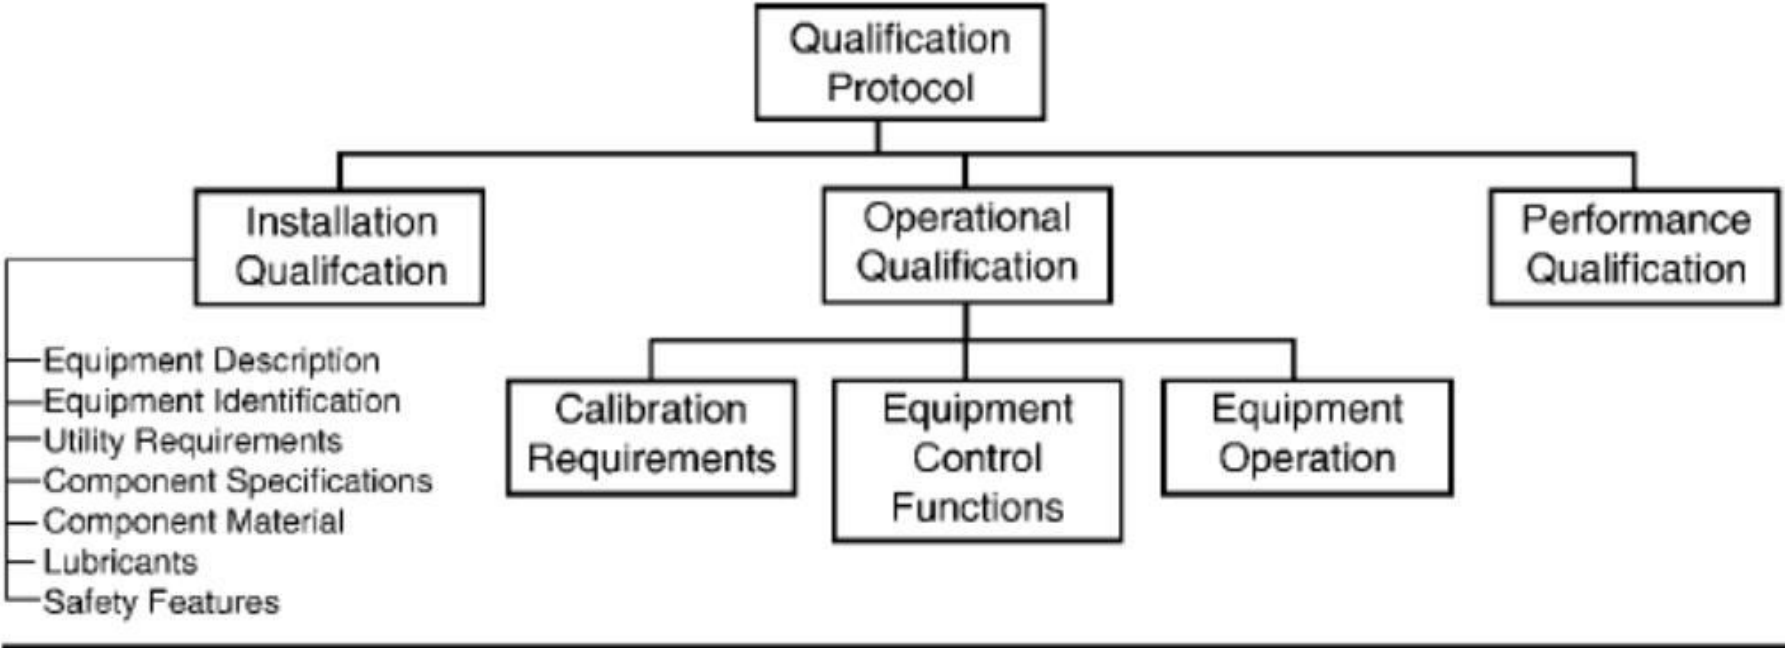 Qualification
Protocol
Installation
Qualifcation
Operational
Qualification
Performance
Qualification
Equipment Description
Equipment Identification
Utility Requirements
Component Specifications
Component Material
Lubricants
Safety Features
Calibration
Requirements
Equipment
Control
Functions
Equipment
Operation